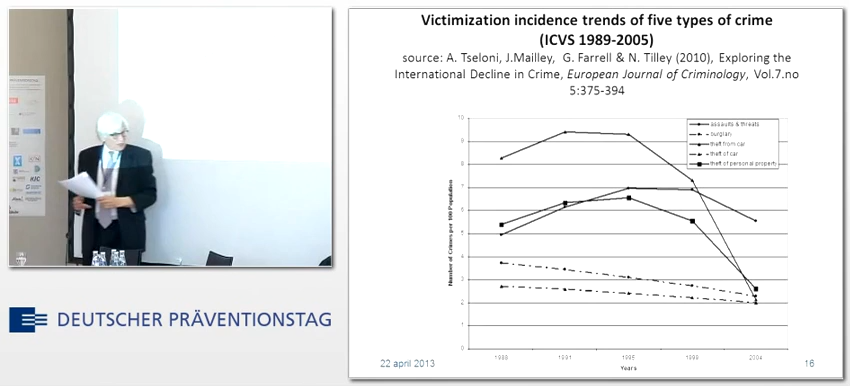 Victimization incidence trends of five types of crime
(ICVS 1989-2005)
source: A. Tseloni, J.Mailley, G. Farrell & N. Tilley (2010), Exploring the
International Decline in Crime, European Journal of Criminology, Vol.7.no
5:375-394
10
9
8
7
6
5
4
3
2
1
0
Number of Crimes per 100 Population
assaults & threats
burglary
theft from car
theft of car
theft of personal property
1988
1991
1995
1999
2004
Years
22 april 2013
16
DEUTSCHER PRÄVENTIONSTAG
KIC